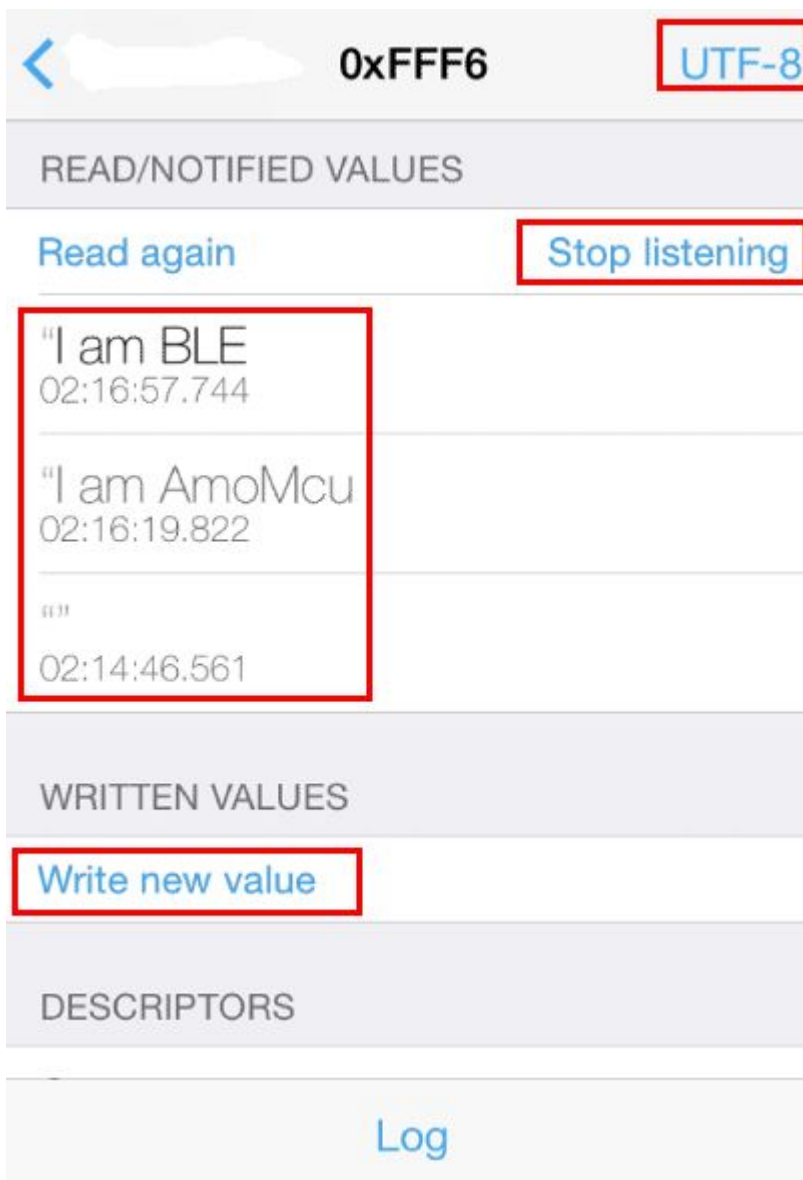 0xFFF6 UTF-8
READ/NOTIFIED VALUES
Read again Stop listening
“I am BLE
02:16:57.744
“I am AmoMcu
02:16:19.822
“”
02:14:46.561
WRITTEN VALUES
Write new value
DESCRIPTORS
Log